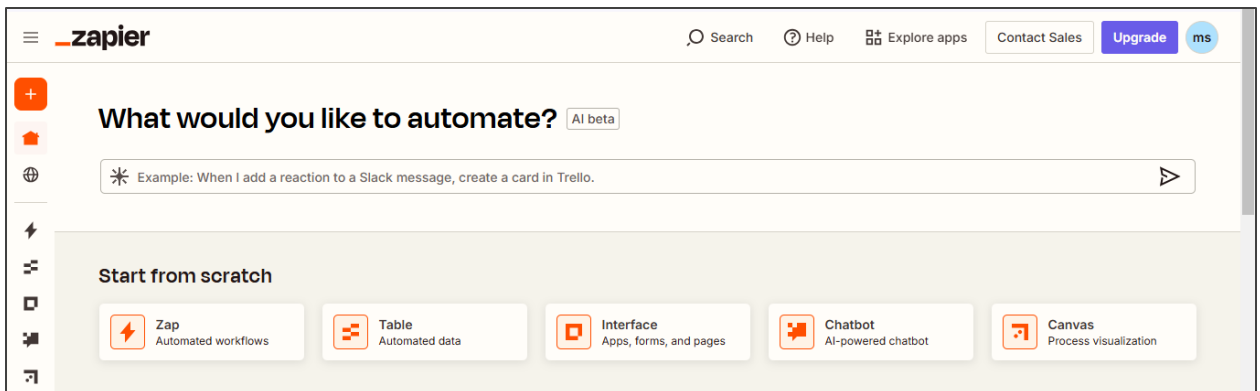 _zapier
Search
Help
Explore apps
Contact Sales
Upgrade
ms
What would you like to automate?
AI beta
Example: When I add a reaction to a Slack message, create a card in Trello.
Start from scratch
Zap
Automated workflows
Table
Automated data
Interface
Apps, forms, and pages
Chatbot
AI-powered chatbot
Canvas
Process visualization